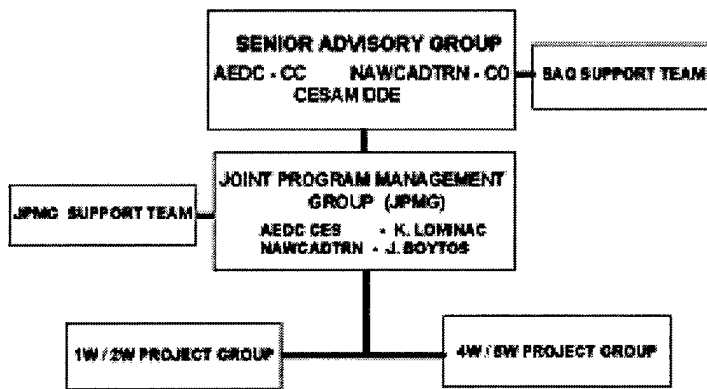 SENIOR ADVISORY GROUP
AEDC - CC NAWCADTRN - CO
CESAM DDE
SAG SUPPORT TEAM
JOINT PROGRAM MANAGEMENT
GROUP (JPMG)
AEDC CES - K. LOMINAC
NAWCADTRN - J. BOYTOS
JPMG SUPPORT TEAM
1W / 2W PROJECT GROUP
4W / 5W PROJECT GROUP